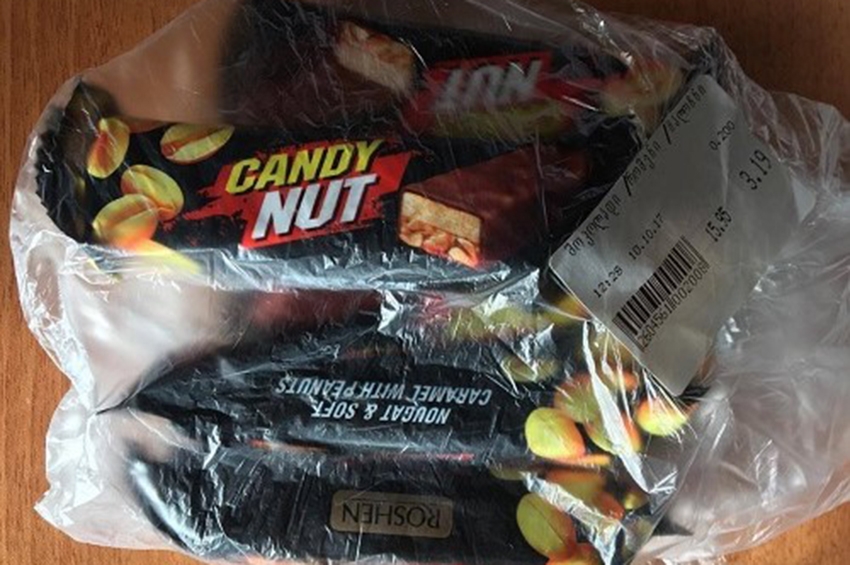 NUT
CANDY
NUT
NOUGAT & SOFT
CARAMEL WITH PEANUTS
ROSHEN
0.200
3.19
12:28 10.10.17 15.95